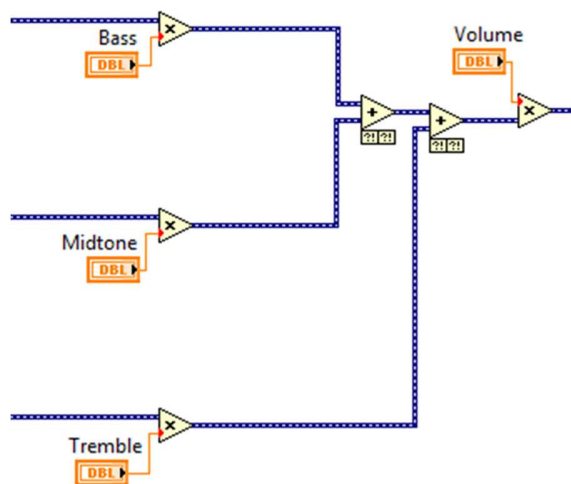 Bass
DBL
Volume
DBL
×
×
+
+
?! ?!
?! ?!
Midtone
DBL
×
Tremble
DBL
×